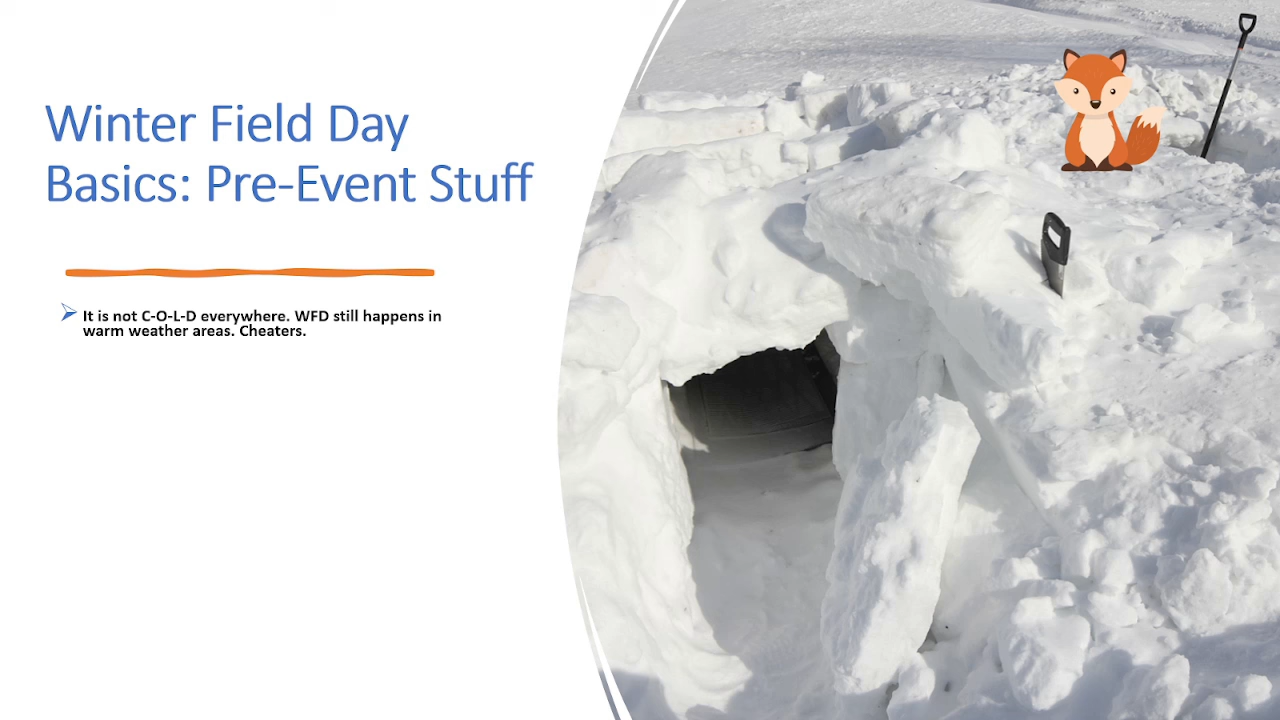 Winter Field Day
Basics: Pre-Event Stuff
It is not C-O-L-D everywhere. WFD still happens in
warm weather areas. Cheaters.